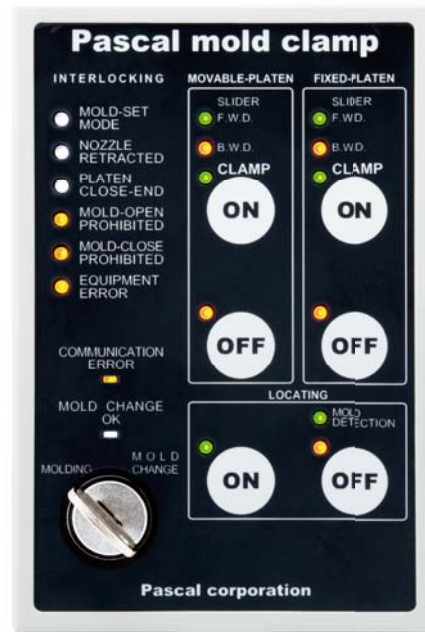 Pascal mold clamp
INTERLOCKING
MOLD-SET
MODE
NOZZLE
RETRACTED
PLATEN
CLOSE-END
MOLD-OPEN
PROHIBITED
MOLD-CLOSE
PROHIBITED
EQUIPMENT
ERROR
COMMUNICATION
ERROR
MOLD CHANGE
OK
MOLDING
MOLD
CHANGE
MOVABLE-PLATEN
SLIDER
F.W.D.
B.W.D.
CLAMP
ON
OFF
FIXED-PLATEN
SLIDER
F.W.D.
B.W.D.
CLAMP
ON
OFF
LOCATING
ON
MOLD
DETECTION
OFF
Pascal corporation